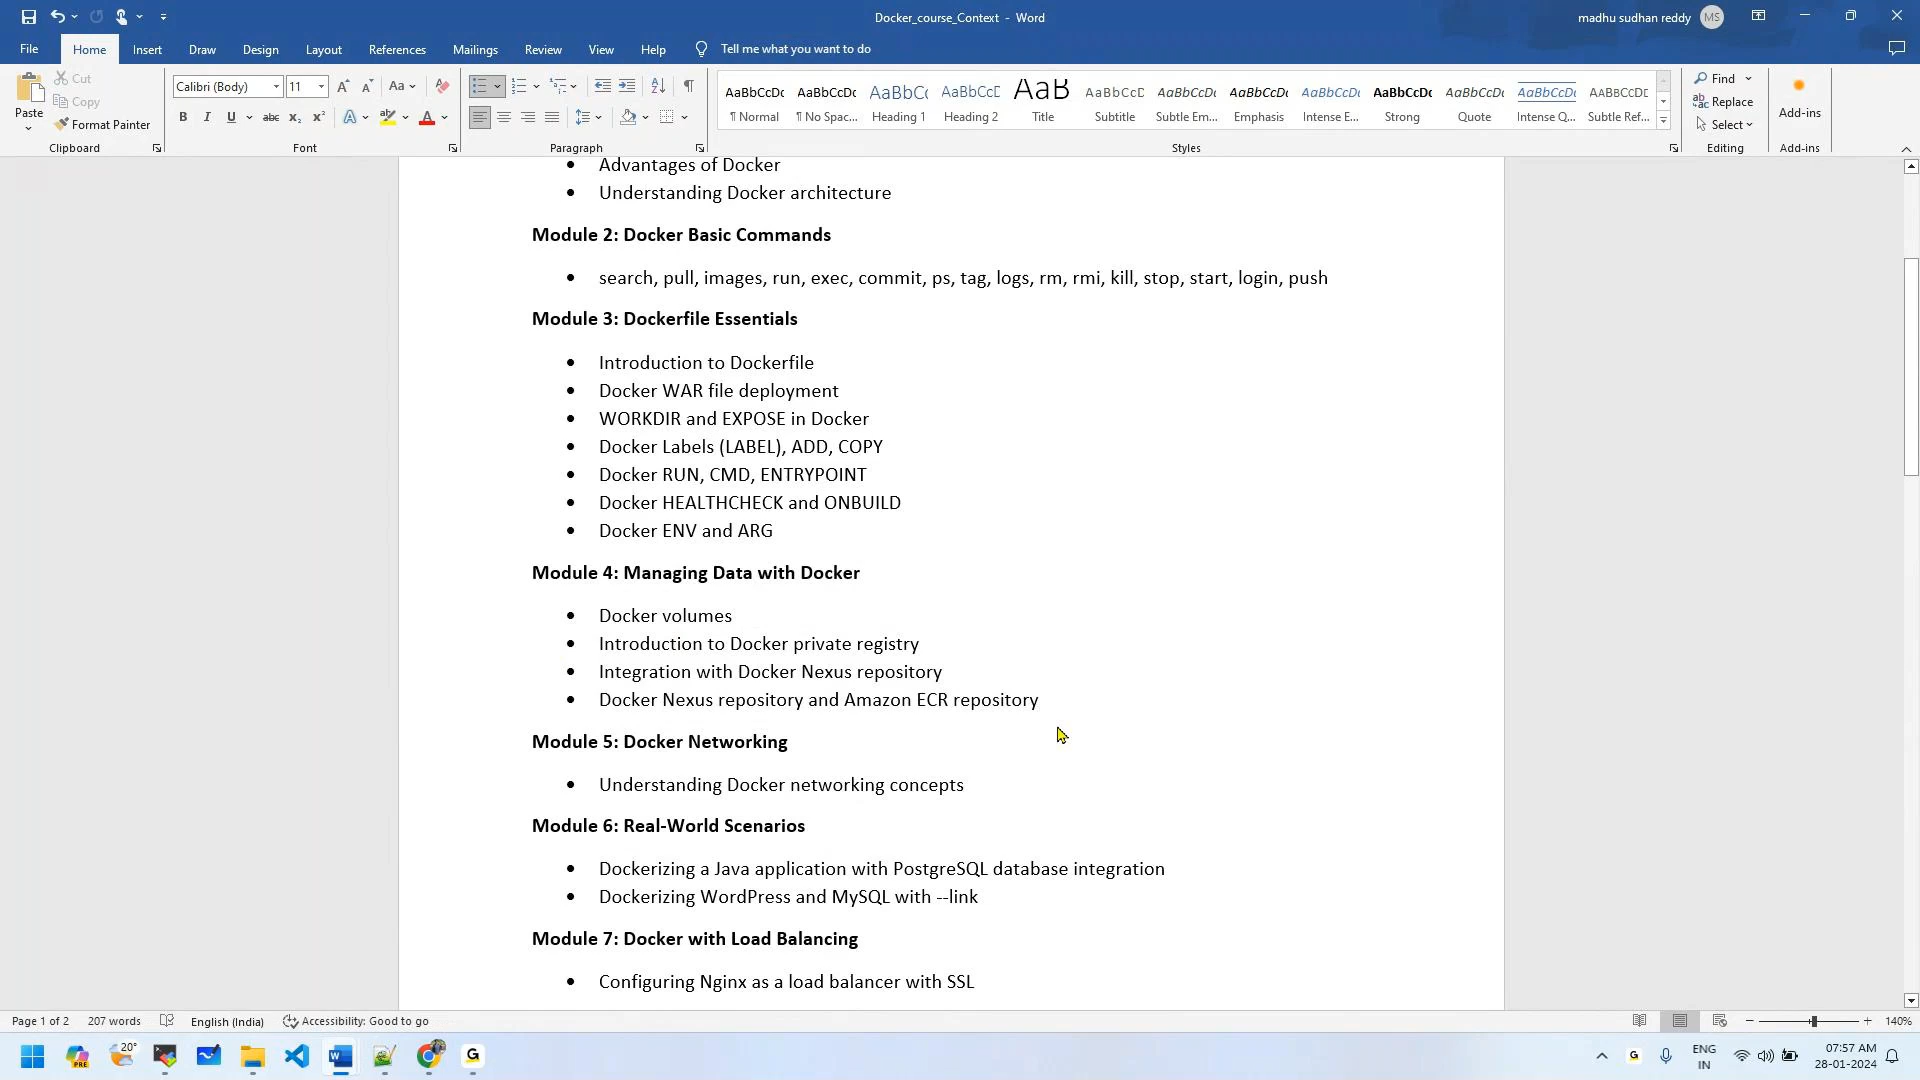 Docker_course_Context - Word
madhu sudhan reddy MS
File Home Insert Draw Design Layout References Mailings Review View Help Tell me what you want to do
Paste
Cut
Copy
Format Painter
Clipboard
Calibri (Body) 11
Font
Paragraph
AaBbCcDc AaBbCcDc AaBbCc AaBbCcE AaB AaBbCcD AaBbCcDc AaBbCcDc AaBbCcDc AaBbCcDc AaBbCcDc AaBbCcDc AABBCCDE
¶ Normal ¶ No Spac... Heading 1 Heading 2 Title Subtitle Subtle Em... Emphasis Intense E... Strong Quote Intense Q... Subtle Ref...
Styles
Find
Replace
Select
Editing
Add-ins
Add-ins
Advantages of Docker
Understanding Docker architecture
Module 2: Docker Basic Commands
search, pull, images, run, exec, commit, ps, tag, logs, rm, rmi, kill, stop, start, login, push
Module 3: Dockerfile Essentials
Introduction to Dockerfile
Docker WAR file deployment
WORKDIR and EXPOSE in Docker
Docker Labels (LABEL), ADD, COPY
Docker RUN, CMD, ENTRYPOINT
Docker HEALTHCHECK and ONBUILD
Docker ENV and ARG
Module 4: Managing Data with Docker
Docker volumes
Introduction to Docker private registry
Integration with Docker Nexus repository
Docker Nexus repository and Amazon ECR repository
Module 5: Docker Networking
Understanding Docker networking concepts
Module 6: Real-World Scenarios
Dockerizing a Java application with PostgreSQL database integration
Dockerizing WordPress and MySQL with --link
Module 7: Docker with Load Balancing
Configuring Nginx as a load balancer with SSL
Page 1 of 2 207 words English (India) Accessibility: Good to go 140%
20°
ENG
IN
07:57 AM
28-01-2024